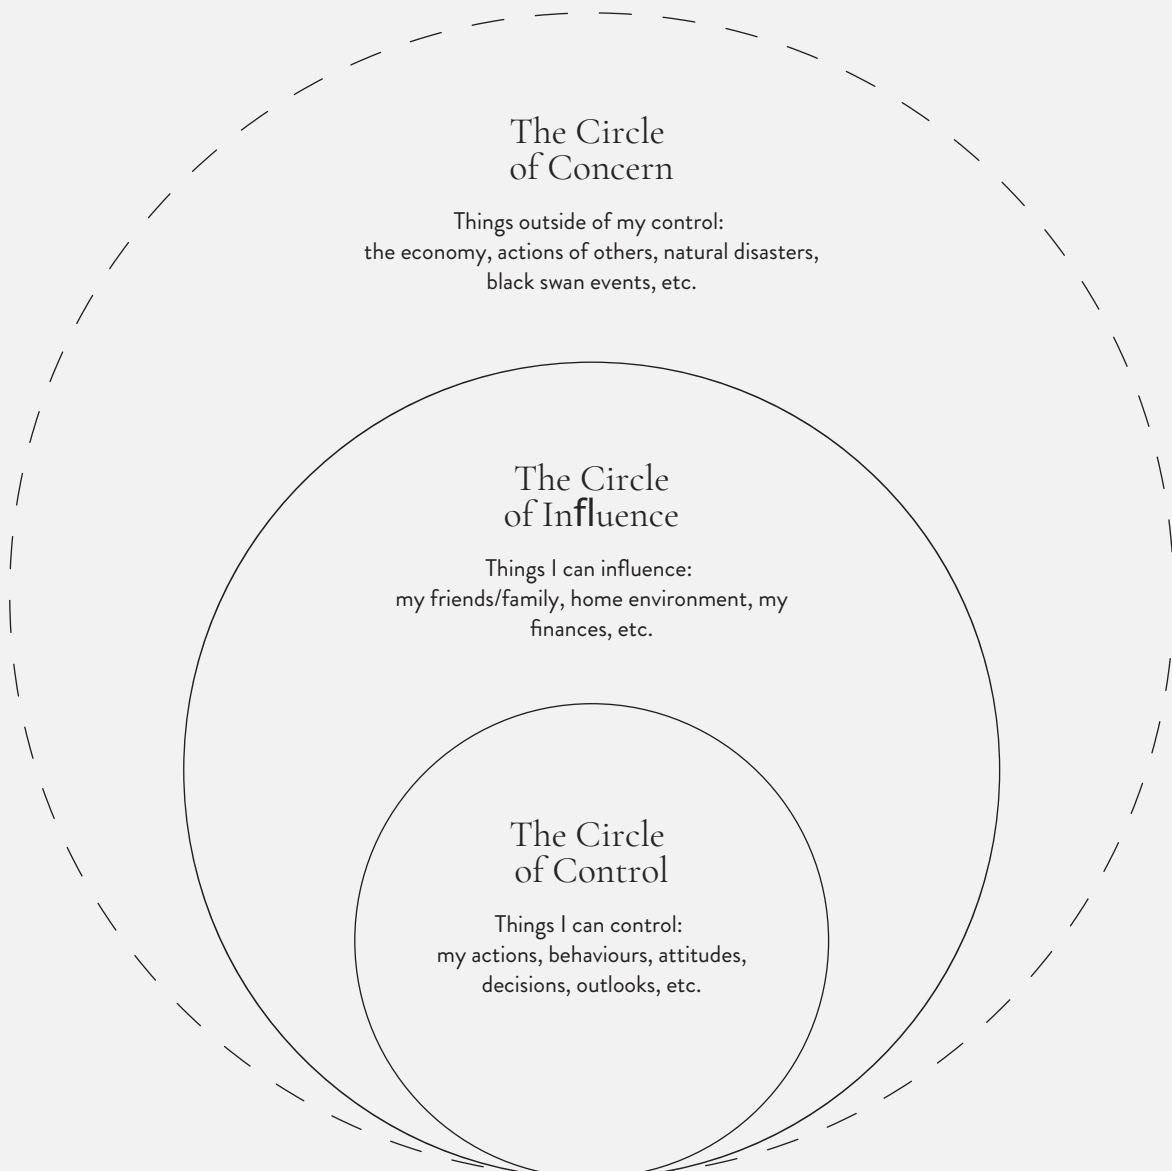 The Circle
of Concern
Things outside of my control:
the economy, actions of others, natural disasters,
black swan events, etc.
The Circle
of Influence
Things I can influence:
my friends/family, home environment, my
finances, etc.
The Circle
of Control
Things I can control:
my actions, behaviours, attitudes,
decisions, outlooks, etc.